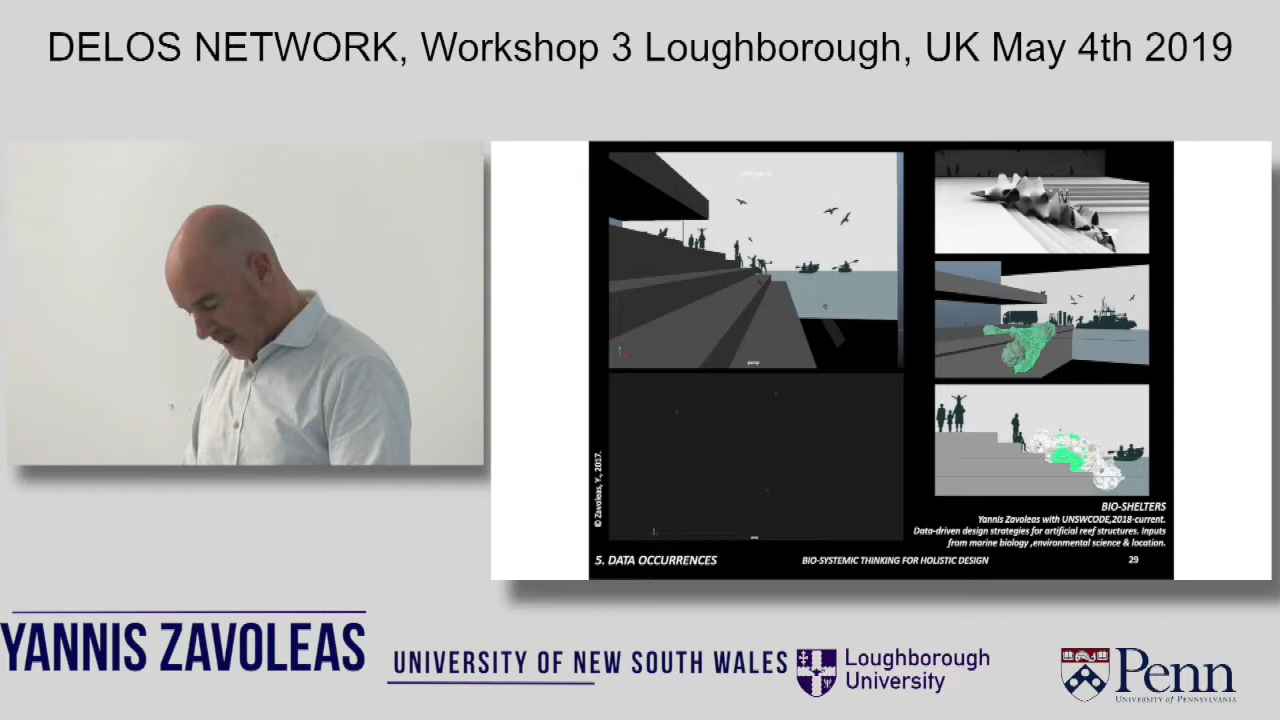 DELOS NETWORK, Workshop 3 Loughborough, UK May 4th 2019
persp
© Zavoleas, Y., 2017.
BIO-SHELTERS
Yannis Zavoleas with UNSWCODE,2018-current.
Data-driven design strategies for artificial reef structures. Inputs
from marine biology ,environmental science & location.
5. DATA OCCURRENCES
BIO-SYSTEMIC THINKING FOR HOLISTIC DESIGN
29
YANNIS ZAVOLEAS
UNIVERSITY OF NEW SOUTH WALES
Loughborough
University
Penn
UNIVERSITY of PENNSYLVANIA